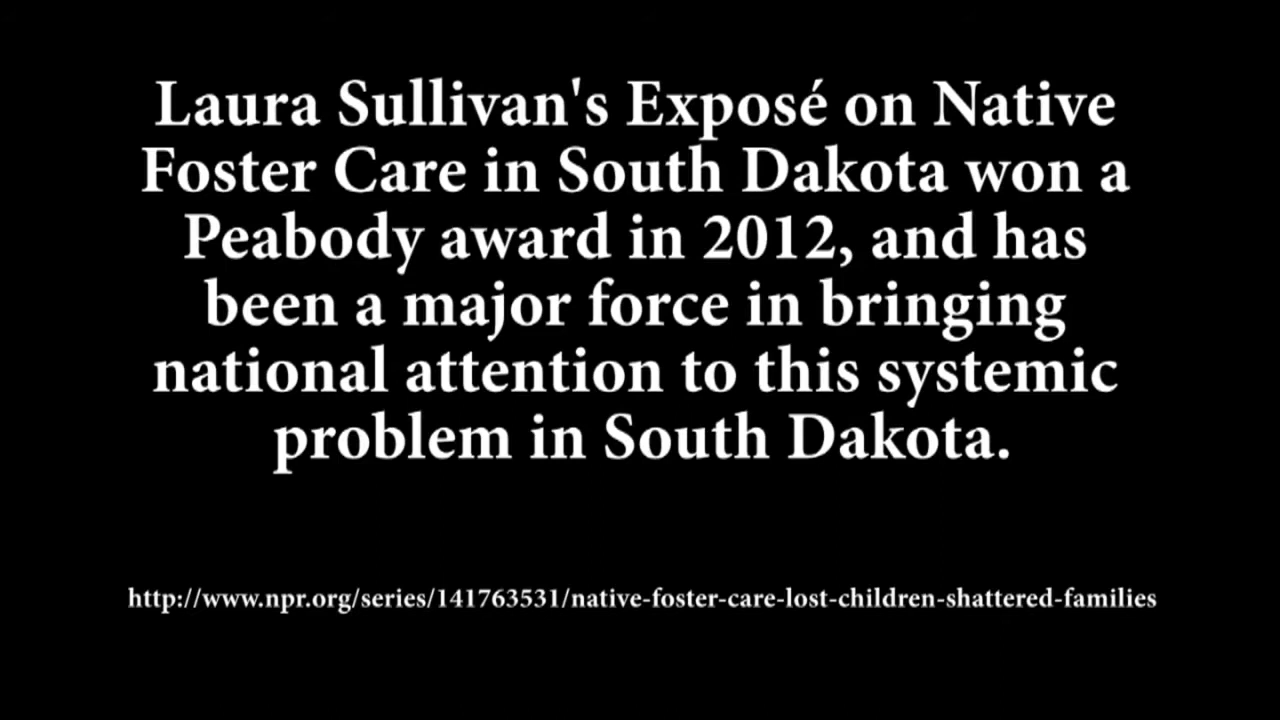 Laura Sullivan's Exposé on Native
Foster Care in South Dakota won a
Peabody award in 2012, and has
been a major force in bringing
national attention to this systemic
problem in South Dakota.
http://www.npr.org/series/141763531/native-foster-care-lost-children-shattered-families